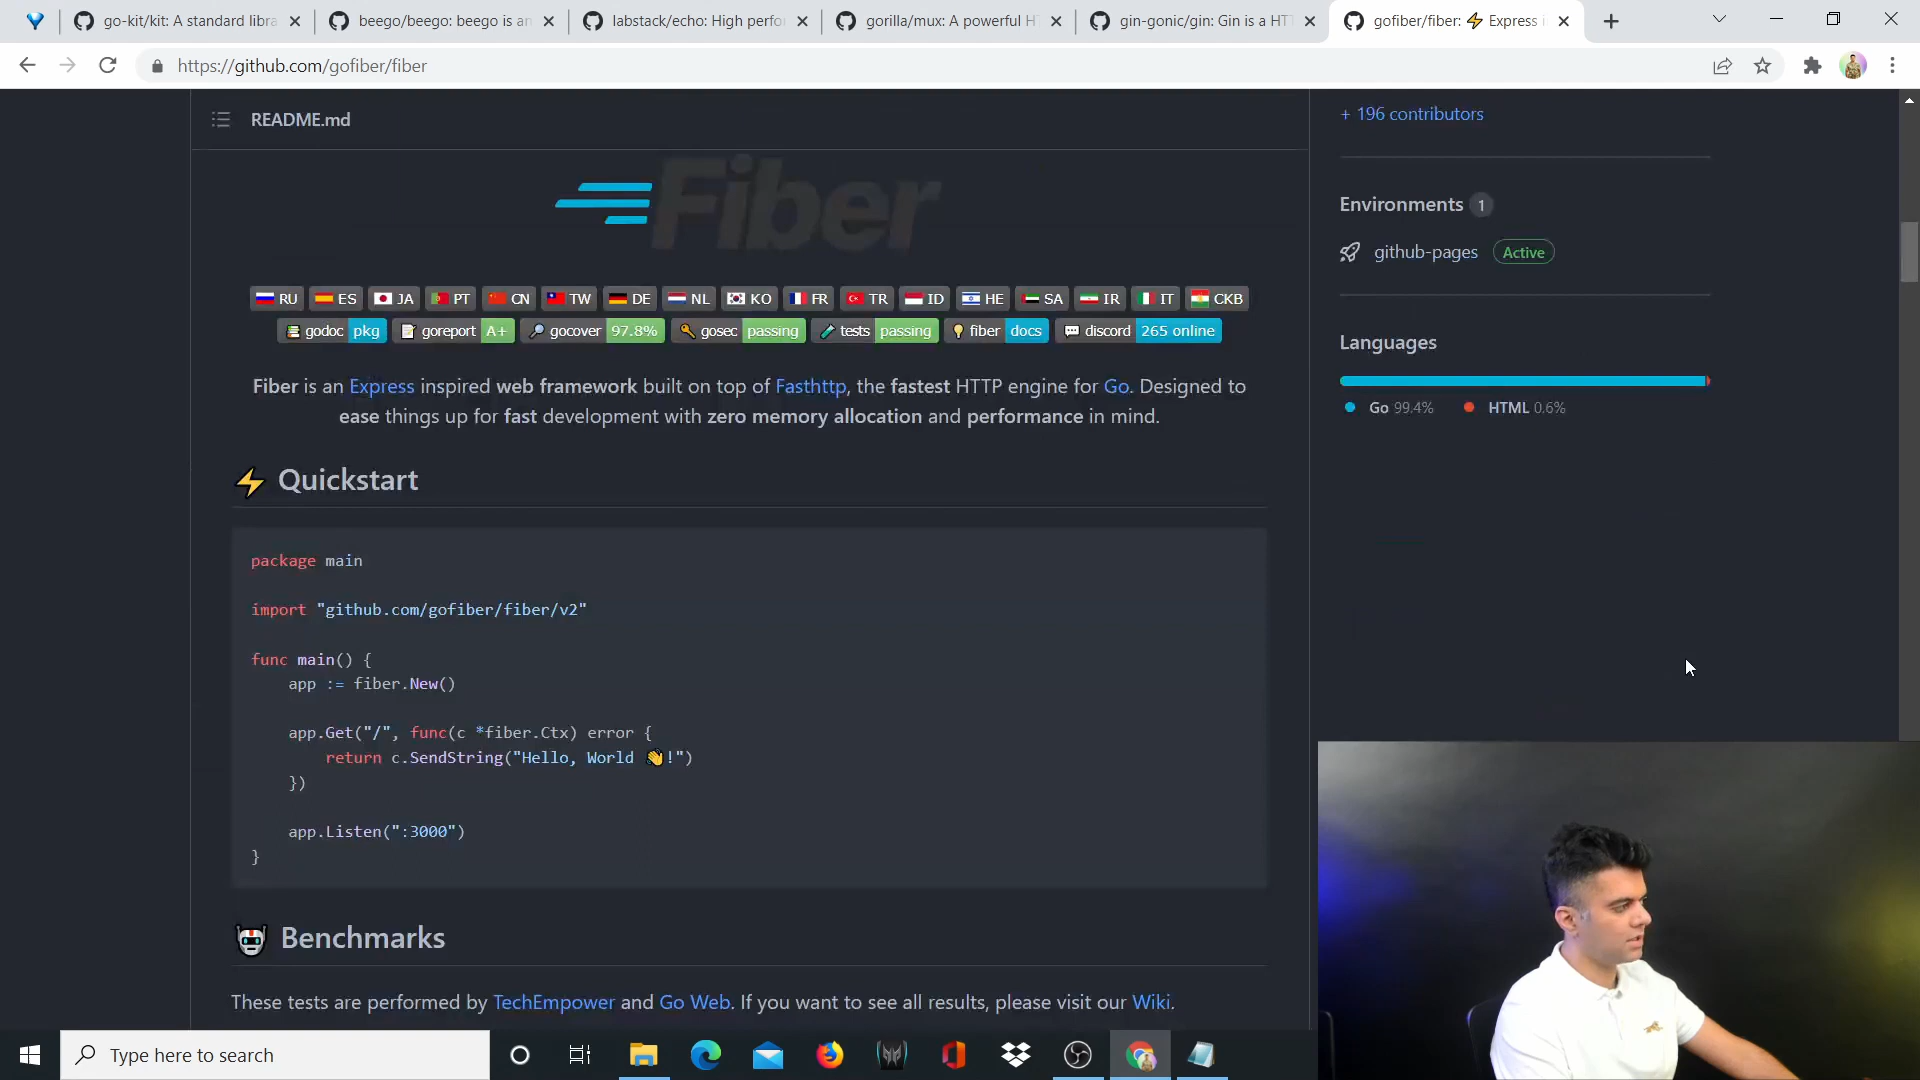 go-kit/kit: A standard libra
beego/beego: beego is an
labstack/echo: High perfo
gorilla/mux: A powerful H
gin-gonic/gin: Gin is a HT
gofiber/fiber: ⚡ Express i
https://github.com/gofiber/fiber
README.md
Fiber
RU ES JA PT CN TW DE NL KO FR TR ID HE SA IR IT CKB
godoc pkg goreport A+ gocover 97.8% gosec passing tests passing fiber docs discord 265 online
Fiber is an Express inspired web framework built on top of Fasthttp, the fastest HTTP engine for Go. Designed to
ease things up for fast development with zero memory allocation and performance in mind.
⚡ Quickstart
package main
import "github.com/gofiber/fiber/v2"
func main() {
app := fiber.New()
app.Get("/", func(c *fiber.Ctx) error {
return c.SendString("Hello, World 👋!")
})
app.Listen(":3000")
}
🤖 Benchmarks
These tests are performed by TechEmpower and Go Web. If you want to see all results, please visit our Wiki.
+ 196 contributors
Environments 1
github-pages Active
Languages
Go 99.4% HTML 0.6%
Type here to search